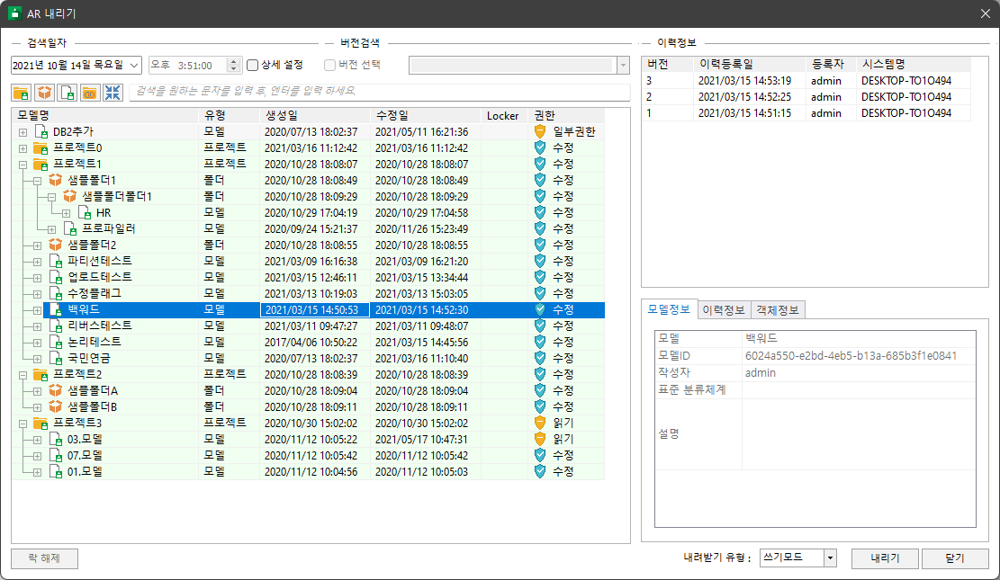 AR 내리기
검색일자
버전검색
이력정보
2021년 10월 14일 목요일
오후 3:51:00
상세 설정
버전 선택
검색을 원하는 문자를 입력 후, 엔터를 입력 하세요.
모델명 유형 생성일 수정일 Locker 권한
DB2추가 모델 2020/07/13 18:02:37 2021/05/11 16:21:36 일부권한
프로젝트0 프로젝트 2021/03/16 11:12:42 2021/03/16 11:12:42 수정
프로젝트1 프로젝트 2020/10/28 18:08:07 2020/10/28 18:08:07 수정
샘플폴더1 폴더 2020/10/28 18:08:49 2020/10/28 18:08:49 수정
샘플폴더폴더1 폴더 2020/10/28 18:09:29 2020/10/28 18:09:29 수정
HR 모델 2020/10/29 17:04:19 2020/10/29 17:04:58 수정
프로파일러 모델 2020/09/24 15:21:37 2020/11/26 15:23:49 수정
샘플폴더2 폴더 2020/10/28 18:08:55 2020/10/28 18:08:55 수정
파티션테스트 모델 2021/03/09 16:16:38 2021/03/09 16:21:20 수정
업로드테스트 모델 2021/03/15 12:46:11 2021/03/15 13:34:44 수정
수정플래그 모델 2021/03/13 10:19:03 2021/03/13 15:03:05 수정
백워드 모델 2021/03/15 14:50:53 2021/03/15 14:52:30 수정
리버스테스트 모델 2021/03/11 09:47:27 2021/03/11 09:48:07 수정
논리테스트 모델 2017/04/06 10:50:22 2021/03/15 14:45:56 수정
국민연금 모델 2020/10/28 18:09:01 2021/03/16 11:10:40 수정
프로젝트2 프로젝트 2020/10/28 18:08:39 2020/10/28 18:08:39 수정
샘플폴더A 폴더 2020/10/28 18:09:04 2020/10/28 18:09:04 수정
샘플폴더B 폴더 2020/10/28 18:09:11 2020/10/28 18:09:11 수정
프로젝트3 프로젝트 2020/10/30 15:02:02 2020/10/30 15:02:02 읽기
03.모델 모델 2020/11/12 10:05:22 2021/05/17 10:47:31 읽기
07.모델 모델 2020/11/12 10:05:42 2020/11/12 10:05:42 수정
01.모델 모델 2020/11/12 10:04:56 2020/11/12 10:05:03 수정
버전 이력등록일 등록자 시스템명
3 2021/03/15 14:53:19 admin DESKTOP-TO1O494
2 2021/03/15 14:52:25 admin DESKTOP-TO1O494
1 2021/03/15 14:51:15 admin DESKTOP-TO1O494
모델정보 이력정보 객체정보
모델 백워드
모델ID 6024a550-e2bd-4eb5-b13a-685b3f1e0841
작성자 admin
표준 분류체계
설명
락 해제
내려받기 유형 : 쓰기모드
내리기
닫기